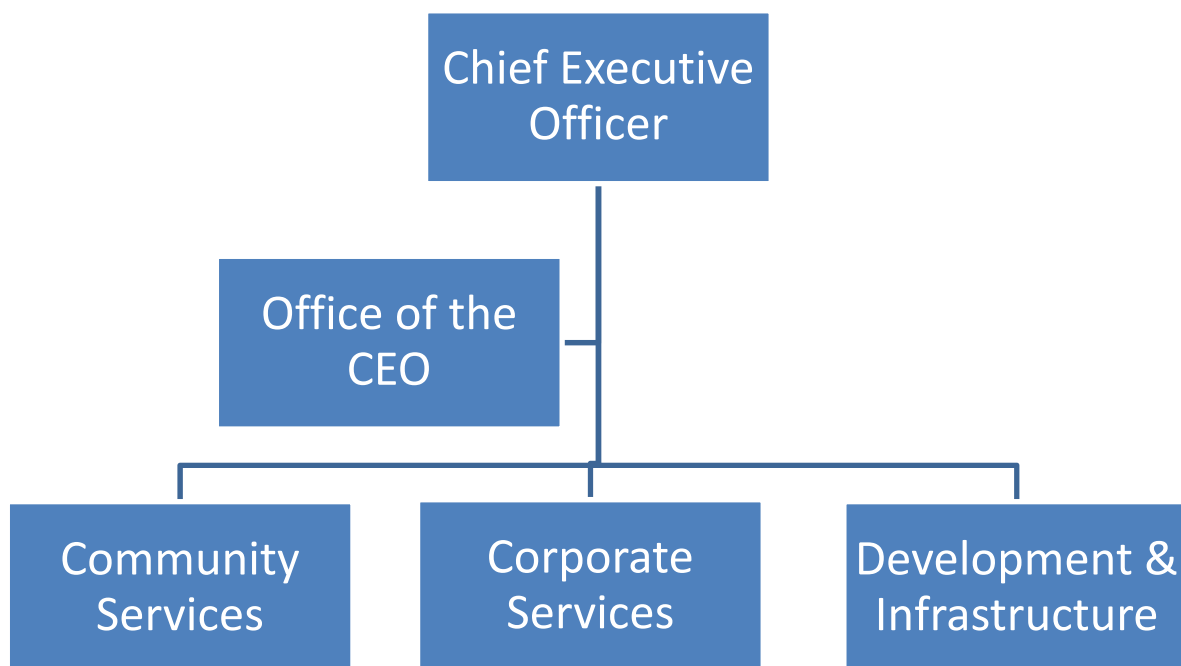 Chief Executive
Officer
Office of the
CEO
Community
Services
Corporate
Services
Development &
Infrastructure